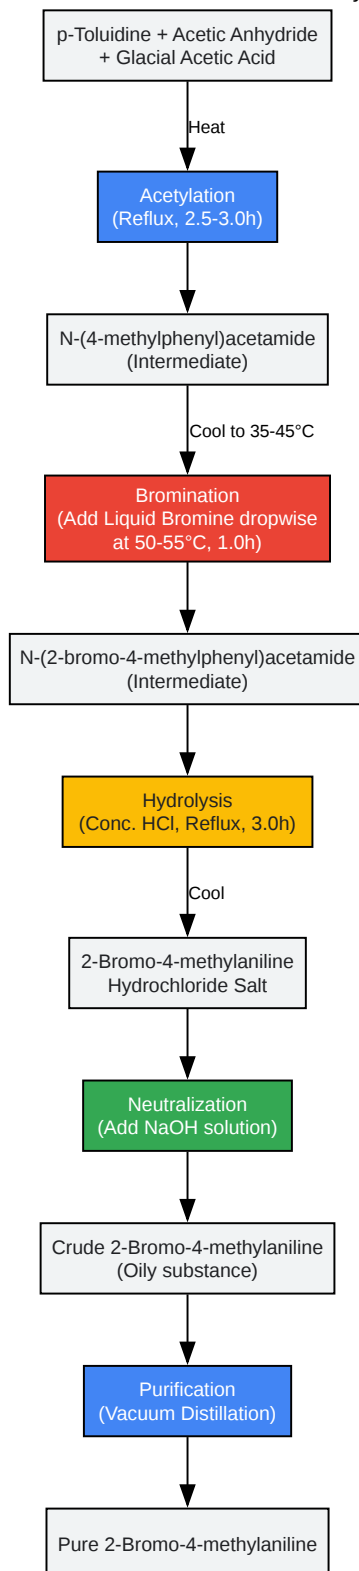 p-Toluidine + Acetic Anhydride
+ Glacial Acetic Acid
Heat
Acetylation
(Reflux, 2.5-3.0h)
N-(4-methylphenyl)acetamide
(Intermediate)
Cool to 35-45°C
Bromination
(Add Liquid Bromine dropwise
at 50-55°C, 1.0h)
N-(2-bromo-4-methylphenyl)acetamide
(Intermediate)
Hydrolysis
(Conc. HCl, Reflux, 3.0h)
Cool
2-Bromo-4-methylaniline
Hydrochloride Salt
Neutralization
(Add NaOH solution)
Crude 2-Bromo-4-methylaniline
(Oily substance)
Purification
(Vacuum Distillation)
Pure 2-Bromo-4-methylaniline